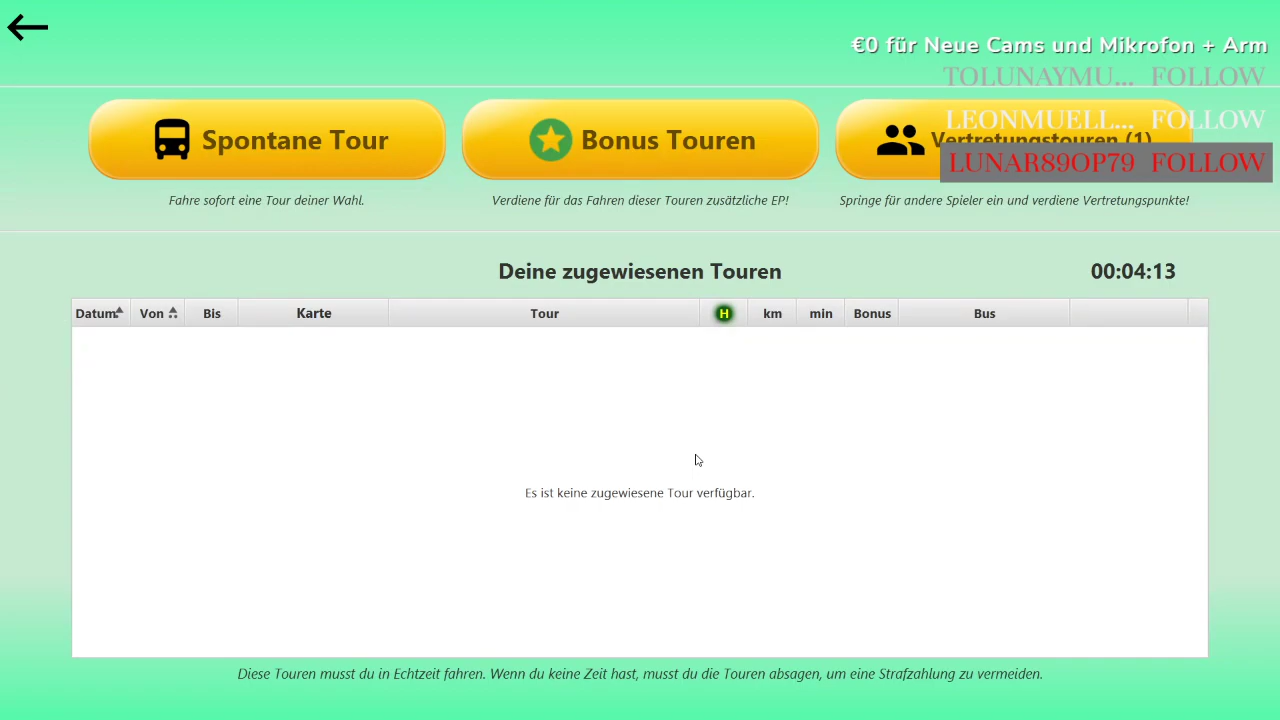 €0 für Neue Cams und Mikrofon + Arm
TOLUNAYMU... FOLLOW
LEONMUELL... FOLLOW
LUNAR89OP79 FOLLOW
Spontane Tour
Bonus Touren
Vertretungstouren (1)
Fahre sofort eine Tour deiner Wahl.
Verdiene für das Fahren dieser Touren zusätzliche EP!
Springe für andere Spieler ein und verdiene Vertretungspunkte!
Deine zugewiesenen Touren
00:04:13
Datum Von Bis Karte Tour H km min Bonus Bus
Es ist keine zugewiesene Tour verfügbar.
Diese Touren musst du in Echtzeit fahren. Wenn du keine Zeit hast, musst du die Touren absagen, um eine Strafzahlung zu vermeiden.